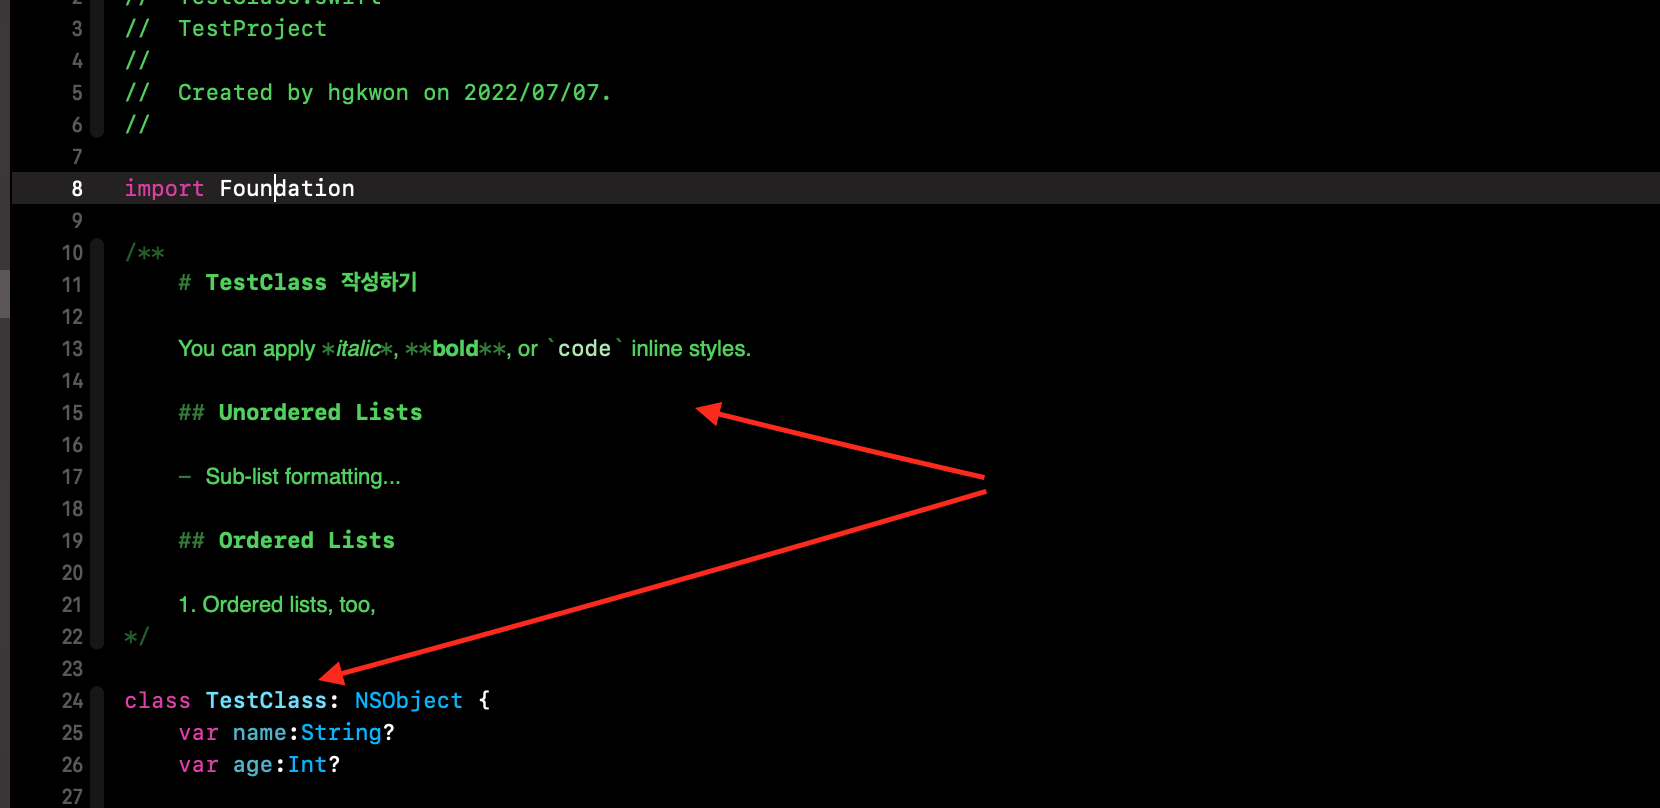 2 // TestClass.swift
3 // TestProject
4 //
5 // Created by hgkwon on 2022/07/07.
6 //
7
8 import Foundation
9
10 /**
11 # TestClass 작성하기
12
13 You can apply *italic*, **bold**, or `code` inline styles.
14
15 ## Unordered Lists
16
17 - Sub-list formatting...
18
19 ## Ordered Lists
20
21 1. Ordered lists, too,
22 */
23
24 class TestClass: NSObject {
25 var name:String?
26 var age:Int?
27